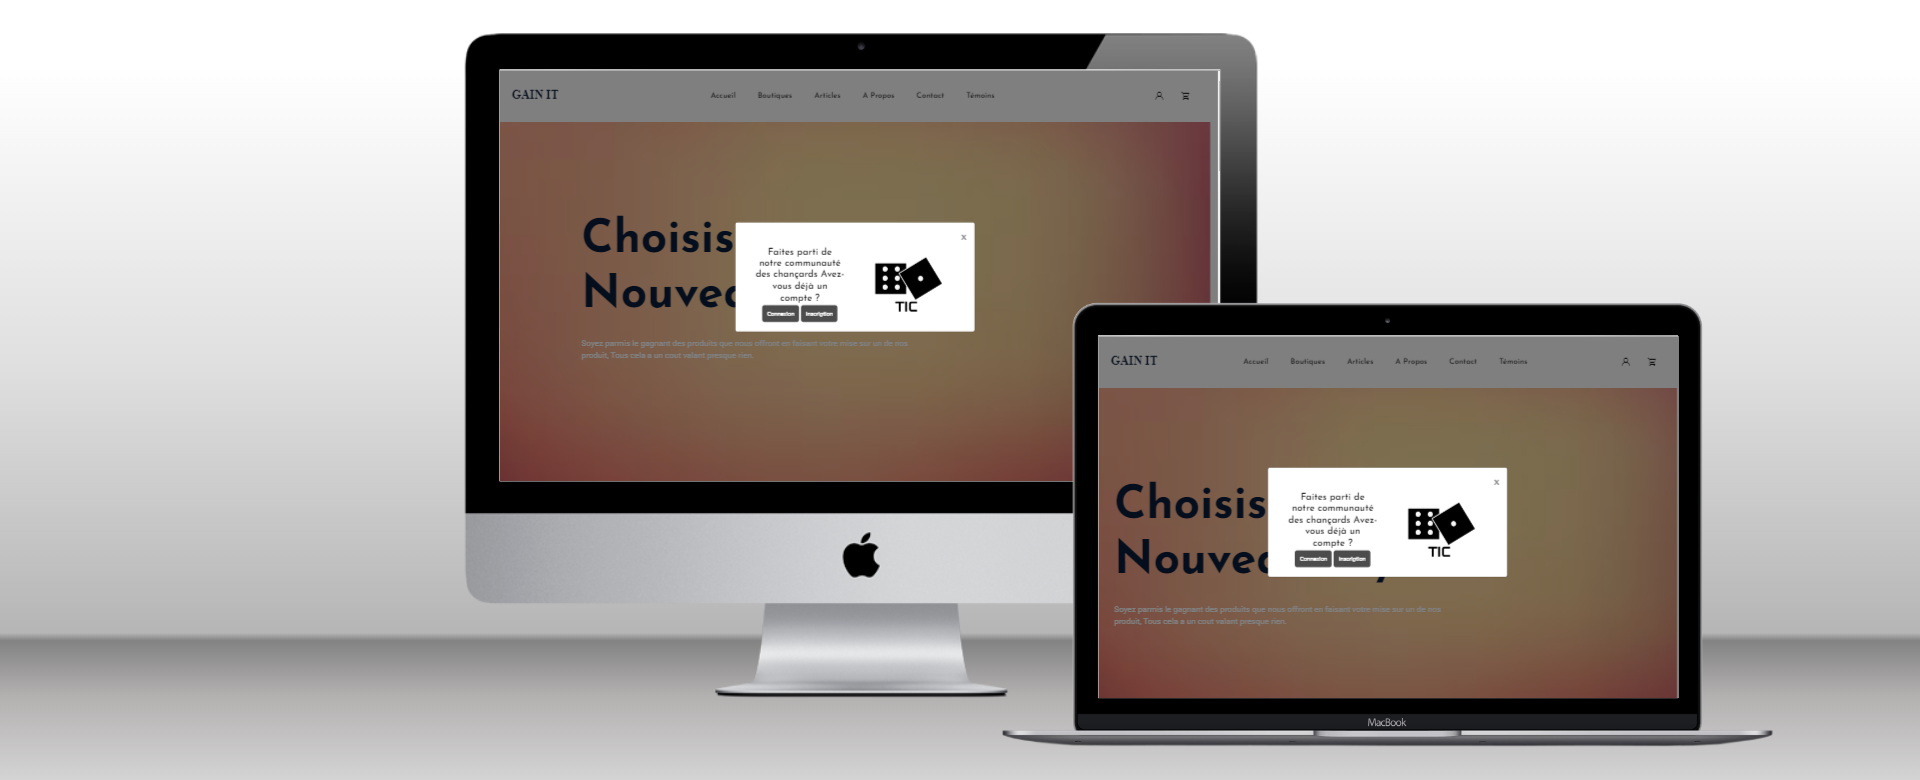 GAIN IT
Accueil Boutiques Articles A Propos Contact Témoins
Choisis
Nouvea
x
Faites parti de
notre communauté
des chançards Avez-
vous déjà un
compte ?
Connexion Inscription
TIC
Soyez parmis le gagnant des produits que nous offront en faisant votre mise sur un de nos
produit, Tous cela a un cout valant presque rien.
GAIN IT
Accueil Boutiques Articles A Propos Contact Témoins
Choisis
Nouvea
x
Faites parti de
notre communauté
des chançards Avez-
vous déjà un
compte ?
Connexion Inscription
TIC
Soyez parmis le gagnant des produits que nous offront en faisant votre mise sur un de nos
produit, Tous cela a un cout valant presque rien.
MacBook